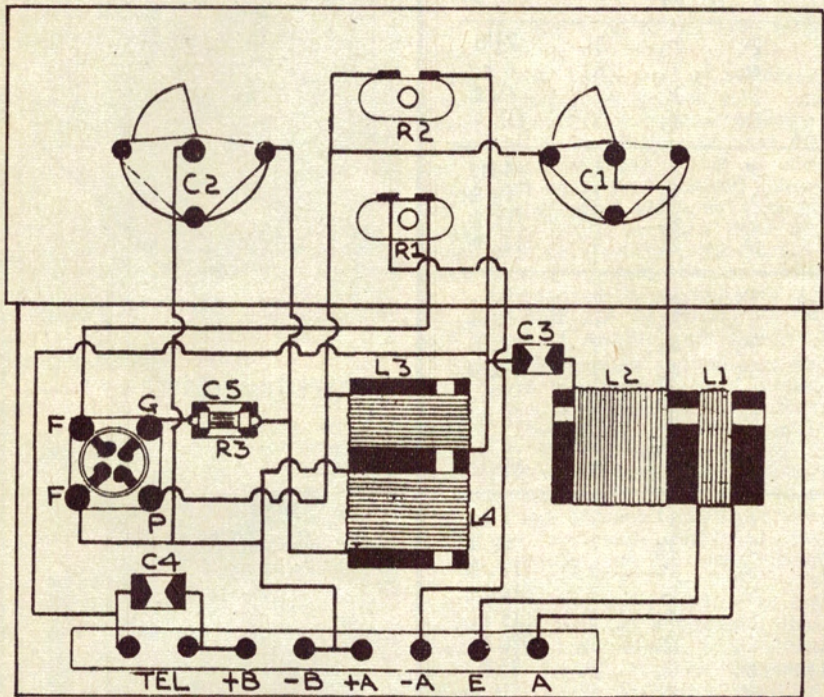 R2
C2
C1
R1
C3
L3
L2
L1
C5
G
F
R3
F
P
L4
C4
TEL +B -B +A -A E A